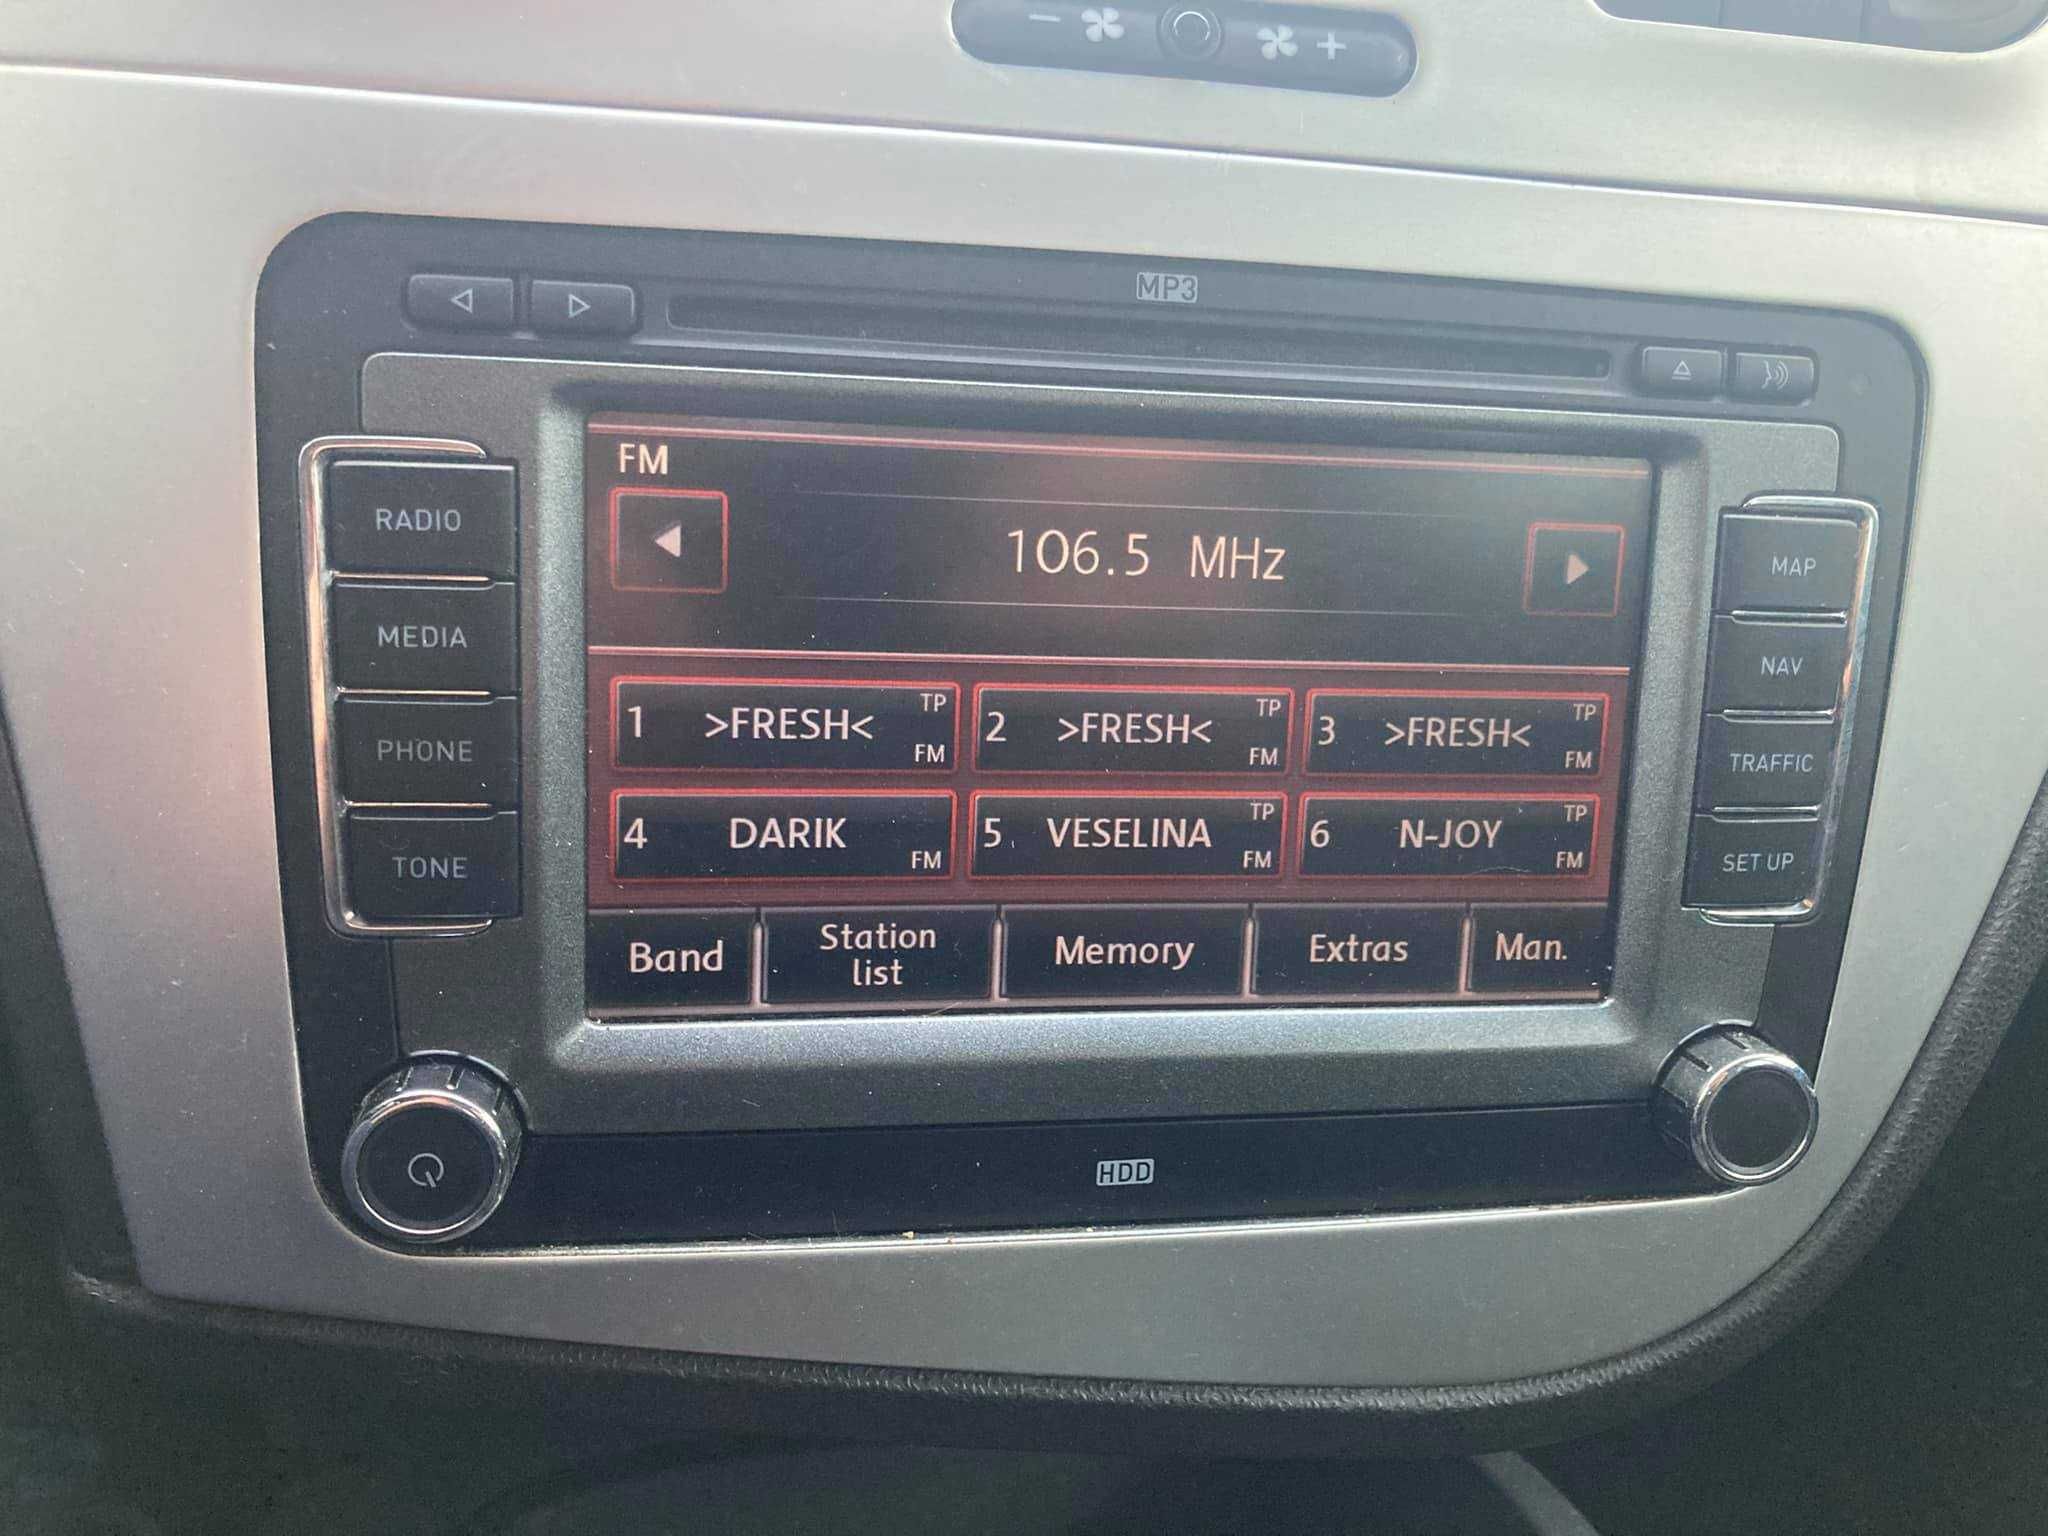 - +
MP3
FM
106.5 MHz
RADIO
MEDIA
PHONE
TONE
1 >FRESH< TP FM
2 >FRESH< TP FM
3 >FRESH< TP FM
4 DARIK FM
5 VESELINA TP FM
6 N-JOY TP FM
Band
Station
list
Memory
Extras
Man.
MAP
NAV
TRAFFIC
SET UP
HDD